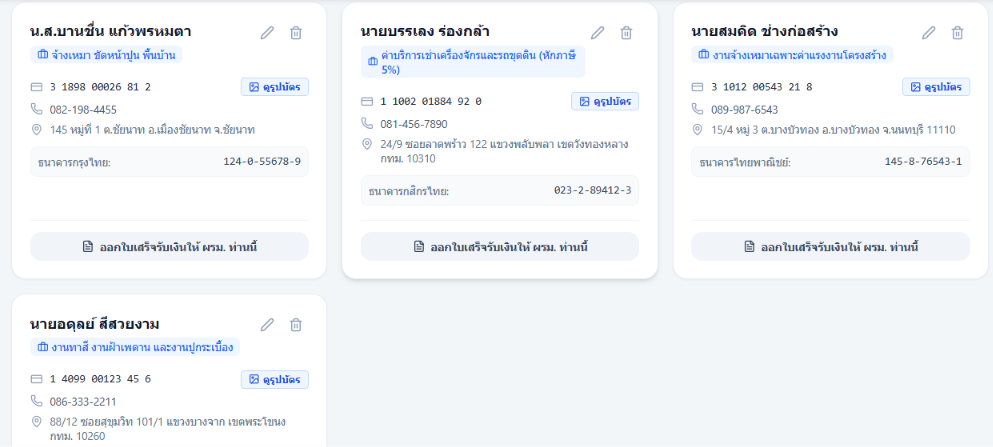 น.ส.บานชื่น แก้วพรหมตา
จ้างเหมา ขัดหน้าปูน พื้นบ้าน
3 1898 00026 81 2
ดูรูปบัตร
082-198-4455
145 หมู่ที่ 1 ต.ชัยนาท อ.เมืองชัยนาท จ.ชัยนาท
ธนาคารกรุงไทย: 124-0-55678-9
ออกใบเสร็จรับเงินให้ ผรม. ท่านนี้
นายบรรเลง ร่องกล้า
ค่าบริการเช่าเครื่องจักรและรถขุดดิน (หักภาษี
5%)
1 1002 01884 92 0
ดูรูปบัตร
081-456-7890
24/9 ซอยลาดพร้าว 122 แขวงพลับพลา เขตวังทองหลาง
กทม. 10310
ธนาคารกสิกรไทย: 023-2-89412-3
ออกใบเสร็จรับเงินให้ ผรม. ท่านนี้
นายสมคิด ช่างก่อสร้าง
งานจ้างเหมาเฉพาะค่าแรงงานโครงสร้าง
3 1012 00543 21 8
ดูรูปบัตร
089-987-6543
15/4 หมู่ 3 ต.บางบัวทอง อ.บางบัวทอง จ.นนทบุรี 11110
ธนาคารไทยพาณิชย์: 145-8-76543-1
ออกใบเสร็จรับเงินให้ ผรม. ท่านนี้
นายอดุลย์ สีสวยงาม
งานทาสี งานฝ้าเพดาน และงานปูกระเบื้อง
1 4099 00123 45 6
ดูรูปบัตร
086-333-2211
88/12 ซอยสุขุมวิท 101/1 แขวงบางจาก เขตพระโขนง
กทม. 10260